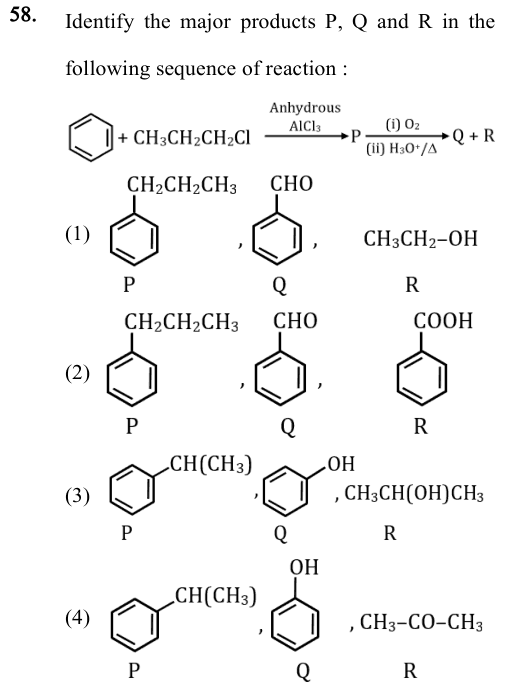 58. Identify the major products P, Q and R in the
following sequence of reaction :
+ CH₃CH₂CH₂Cl Anhydrous AlCl₃ P (i) O₂ (ii) H₃O⁺/Δ Q + R
CH₂CH₂CH₃ CHO
(1) , , CH₃CH₂–OH
P Q R
CH₂CH₂CH₃ CHO COOH
(2) , ,
P Q R
CH(CH₃) OH
(3) , , CH₃CH(OH)CH₃
P Q R
OH
CH(CH₃)
(4) , , CH₃–CO–CH₃
P Q R